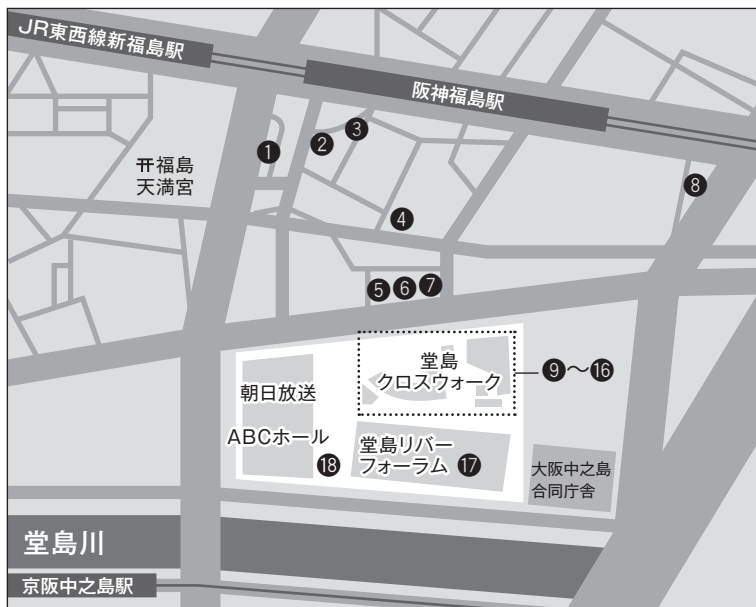 JR東西線新福島駅
阪神福島駅
❶
❷
❸
⛩福島
天満宮
❽
❹
❺ ❻ ❼
堂島
クロスウォーク
❾〜⓰
朝日放送
ABCホール
⓲
堂島リバー
フォーラム ⓱
大阪中之島
合同庁舎
堂島川
京阪中之島駅